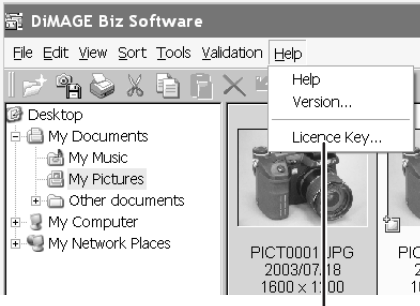 DiMAGE Biz Software
File Edit View Sort Tools Validation Help
Help
Version...
Licence Key...
Desktop
My Documents
My Music
My Pictures
Other documents
My Computer
My Network Places
PICT0001.JPG
2003/07/18
1600 x 1200
PIC
2